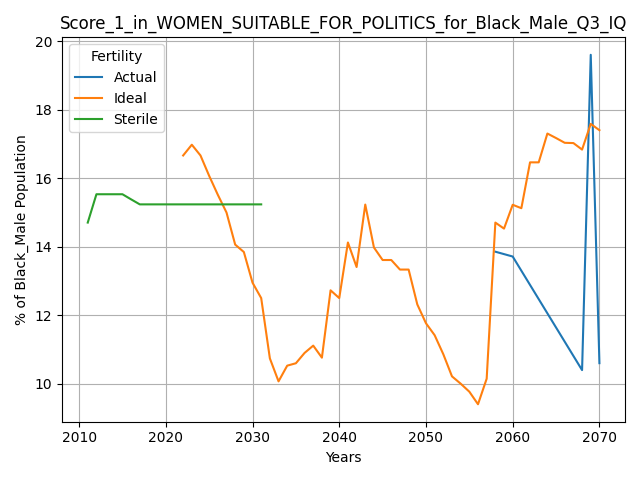 Score_1_in_WOMEN_SUITABLE_FOR_POLITICS_for_Black_Male_Q3_IQ
20
18
16
14
12
10
% of Black_Male Population
Fertility
Actual
Ideal
Sterile
2010 2020 2030 2040 2050 2060 2070
Years